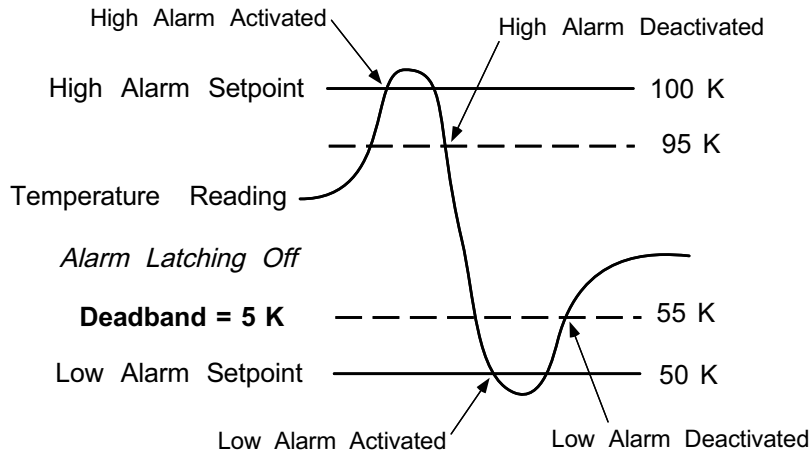 High Alarm Activated
High Alarm Deactivated
High Alarm Setpoint
100 K
95 K
Temperature Reading
Alarm Latching Off
Deadband = 5 K
55 K
Low Alarm Setpoint
50 K
Low Alarm Activated
Low Alarm Deactivated